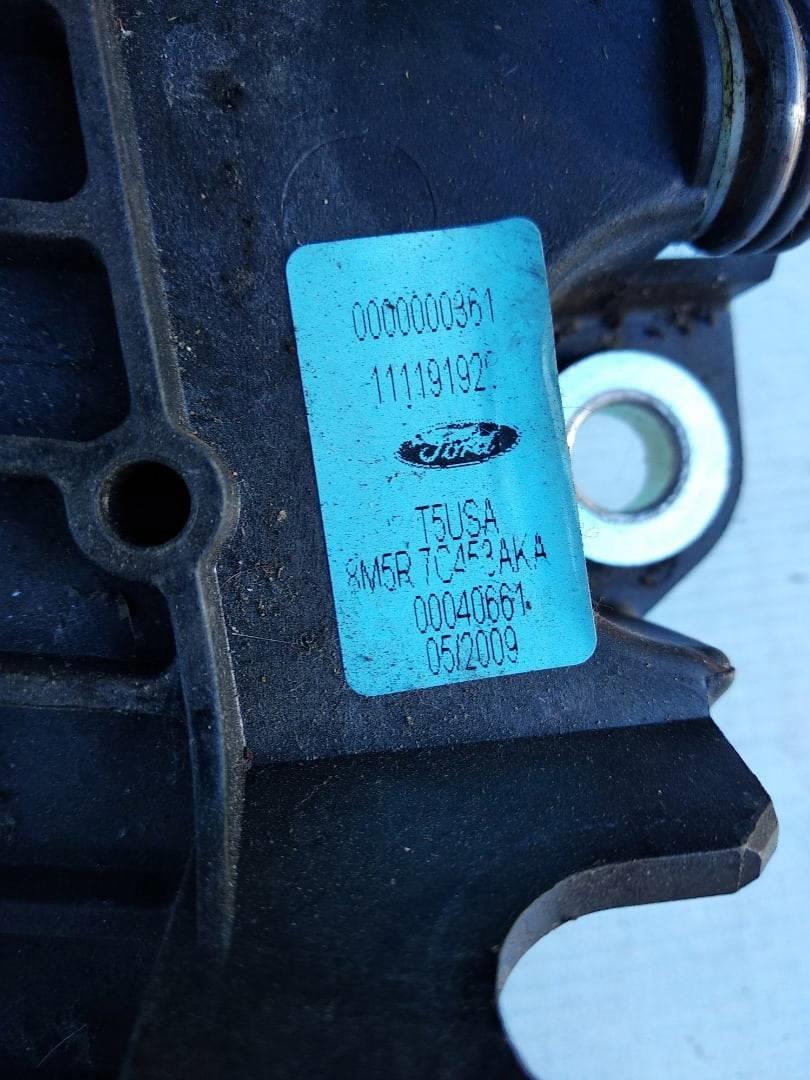 0000000361
Ford
T5USA
8M5R 7C453AKA
00040661
05/2009